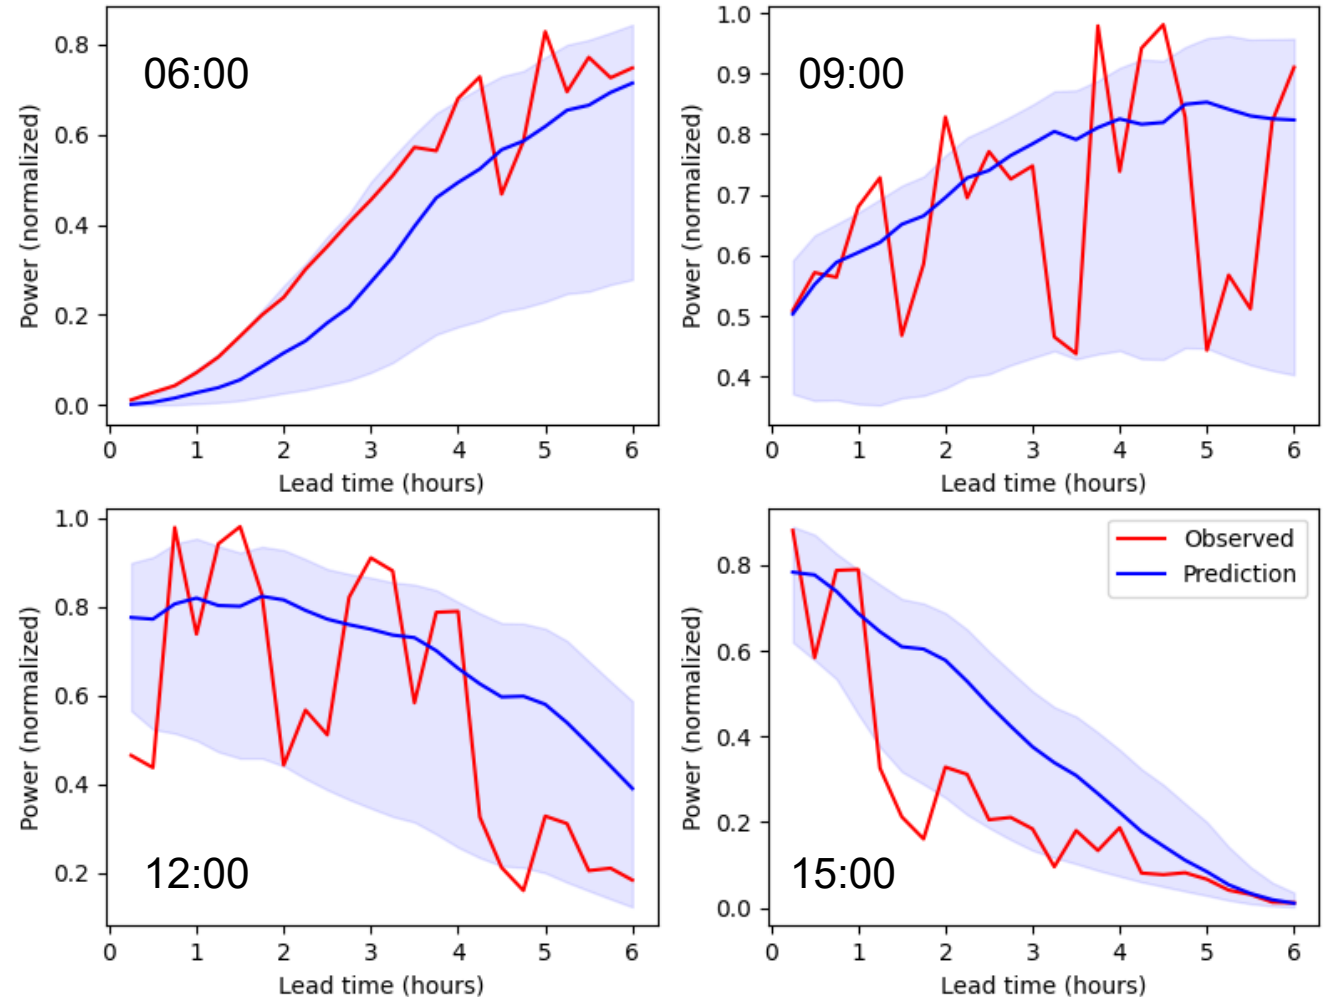 06:00
Power (normalized)
0.8
0.6
0.4
0.2
0.0
0 1 2 3 4 5 6
Lead time (hours)
09:00
Power (normalized)
1.0
0.9
0.8
0.7
0.6
0.5
0.4
0 1 2 3 4 5 6
Lead time (hours)
12:00
Power (normalized)
1.0
0.8
0.6
0.4
0.2
0 1 2 3 4 5 6
Lead time (hours)
15:00
Observed
Prediction
Power (normalized)
0.8
0.6
0.4
0.2
0.0
0 1 2 3 4 5 6
Lead time (hours)